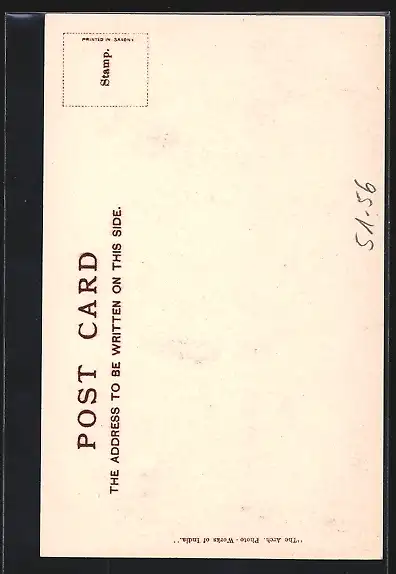 PRINTED IN SAXONY
Stamp.
POST CARD
THE ADDRESS TO BE WRITTEN ON THIS SIDE.
51-56
"The Arch. Photo-Works of India."